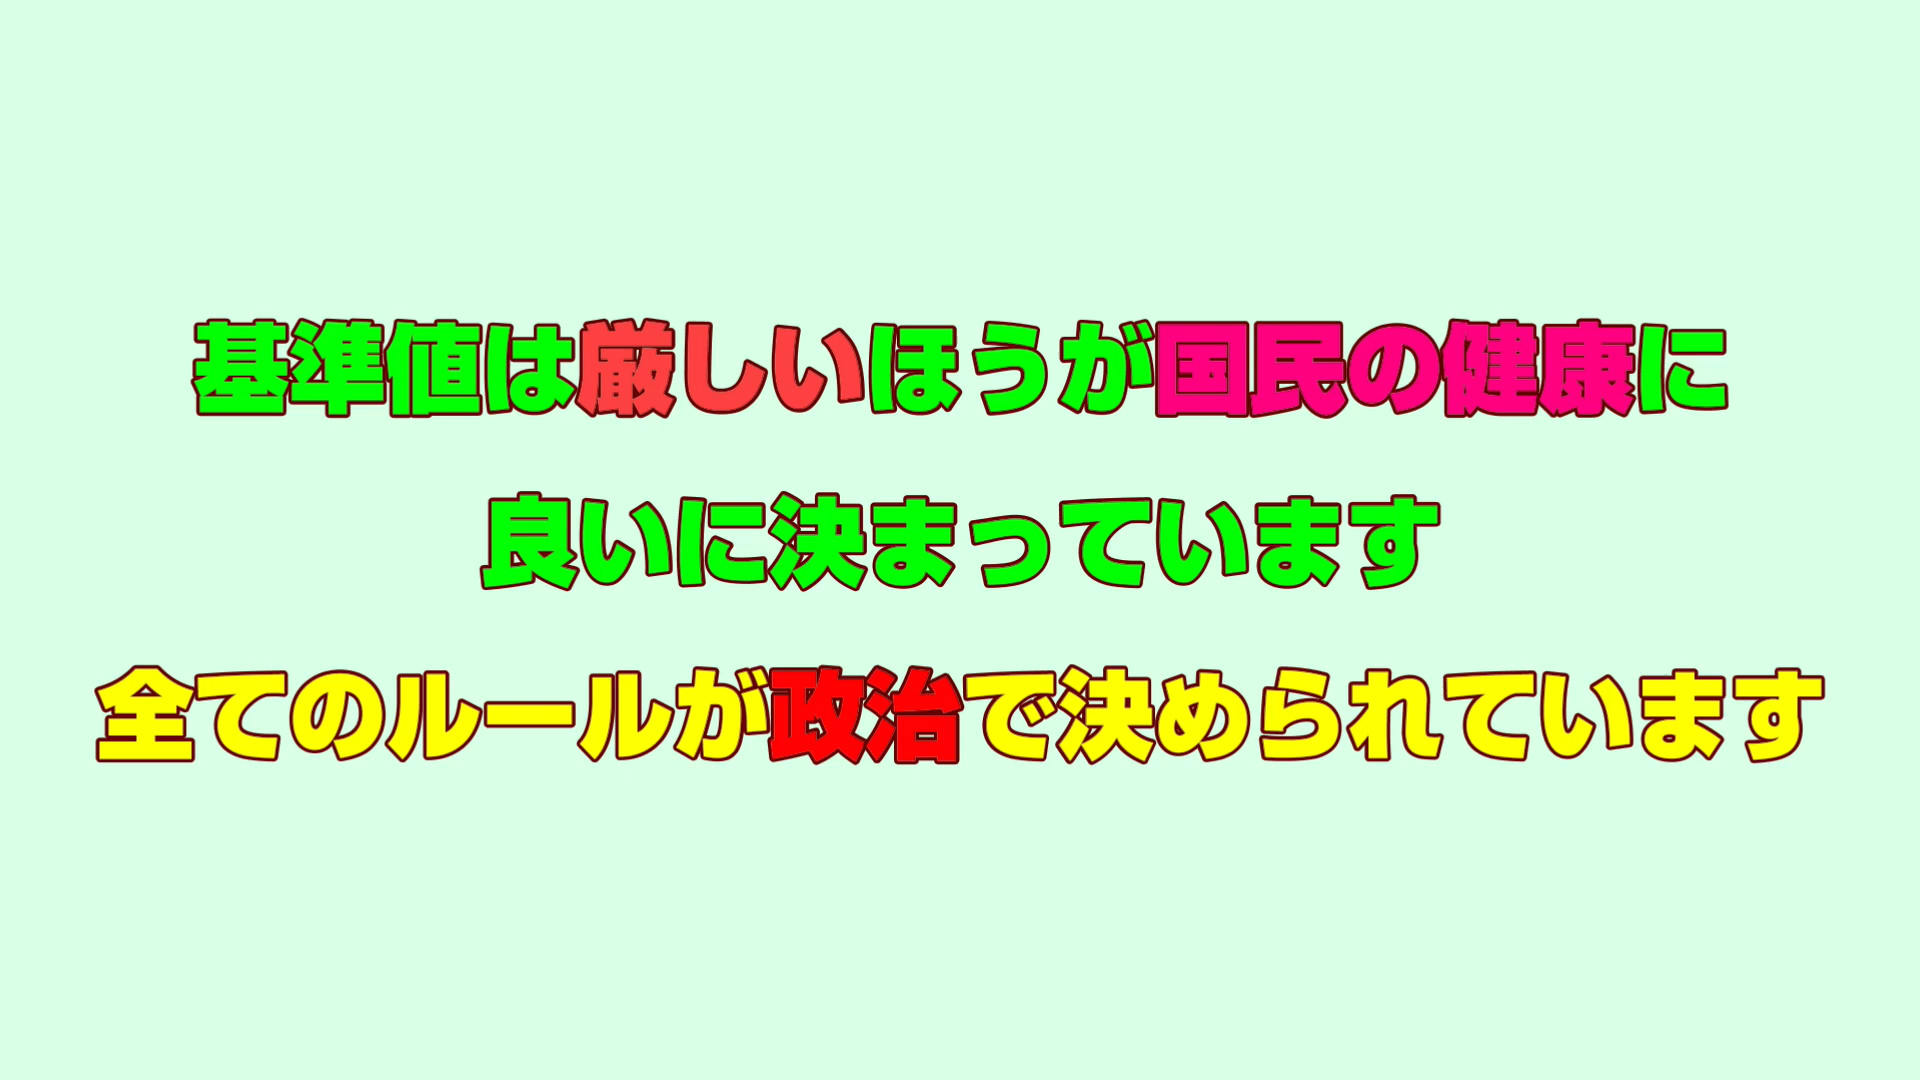 基準値は厳しいほうが国民の健康に
良いに決まっています
全てのルールが政治で決められています